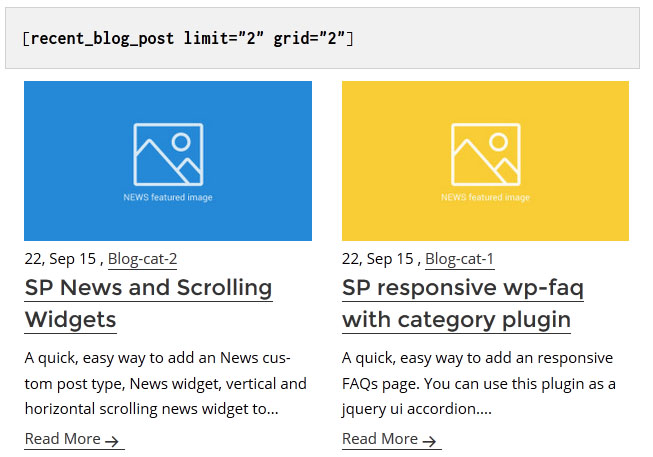 [recent_blog_post limit=”2” grid=”2”]
NEWS featured image
22, Sep 15 , Blog-cat-2
SP News and Scrolling
Widgets
A quick, easy way to add an News cus-
tom post type, News widget, vertical and
horizontal scrolling news widget to...
Read More →
NEWS featured image
22, Sep 15 , Blog-cat-1
SP responsive wp-faq
with category plugin
A quick, easy way to add an responsive
FAQs page. You can use this plugin as a
jquery ui accordion....
Read More →